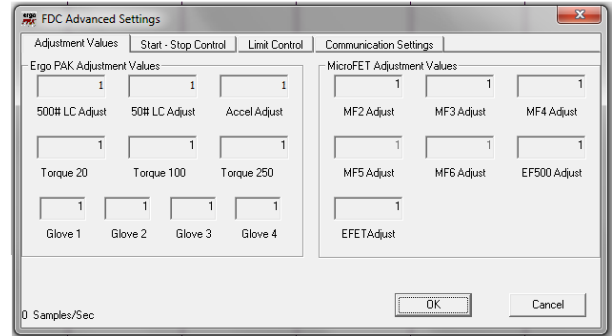 ergo PAK FDC Advanced Settings
Adjustment Values Start - Stop Control Limit Control Communication Settings
Ergo PAK Adjustment Values MicroFET Adjustment Values
1 1 1 1 1 1
500# LC Adjust 50# LC Adjust Accel Adjust MF2 Adjust MF3 Adjust MF4 Adjust
1 1 1 1 1 1
Torque 20 Torque 100 Torque 250 MF5 Adjust MF6 Adjust EF500 Adjust
1 1 1 1 1
Glove 1 Glove 2 Glove 3 Glove 4 EFETAdjust
OK Cancel
0 Samples/Sec